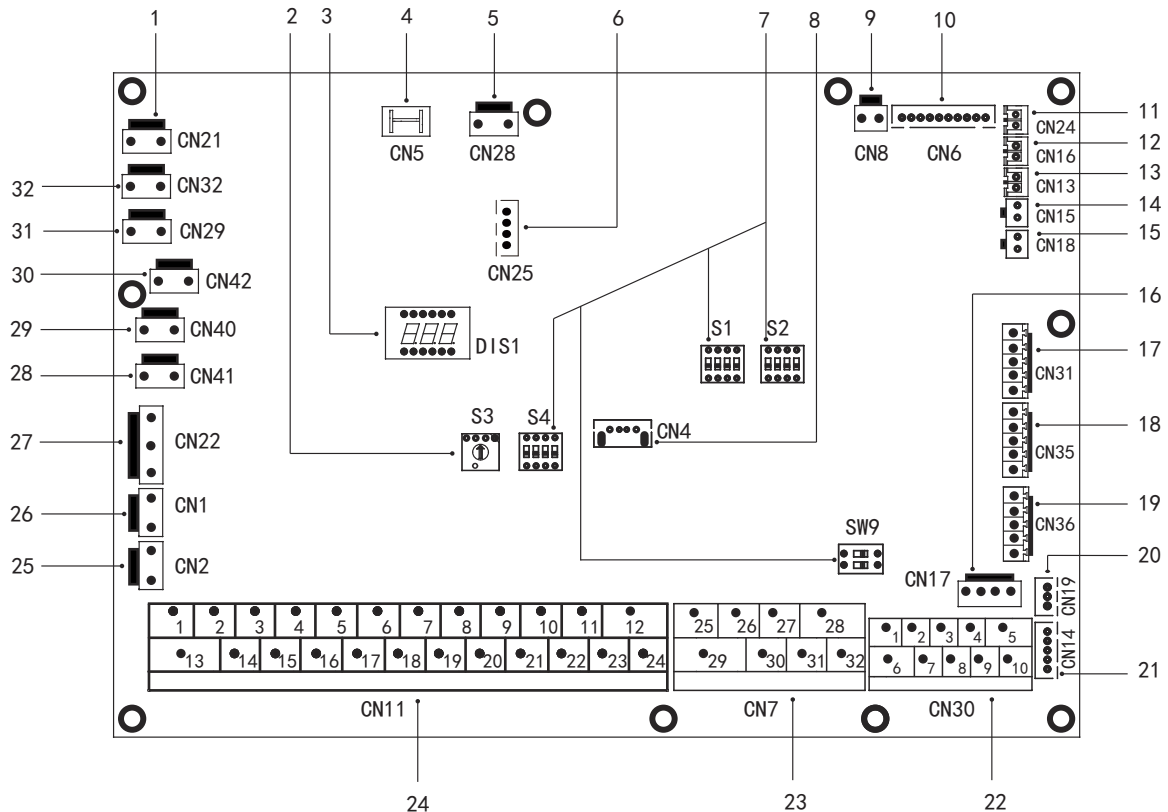 1 2 3 4 5 6 7 8 9 10
11
CN21 CN5 CN28 CN8 CN6 CN24
12
CN16
13
32 CN32 CN13
14
CN15
31 CN29 15
CN18
CN25
30 CN42
16
29 CN40 DIS1 S1 S2
17
28 CN41 CN31
S3 S4
27 CN22 CN4 18
8
CN35
26 CN1 19
SW9 CN36
25 CN2 20
CN17 CN19
1 2 3 4 5 6 7 8 9 10 11 12 25 26 27 28 1 2 3 4 5
13 14 15 16 17 18 19 20 21 22 23 24 29 30 31 32 6 7 8 9 10 CN14
21
CN11 CN7 CN30
24 23 22